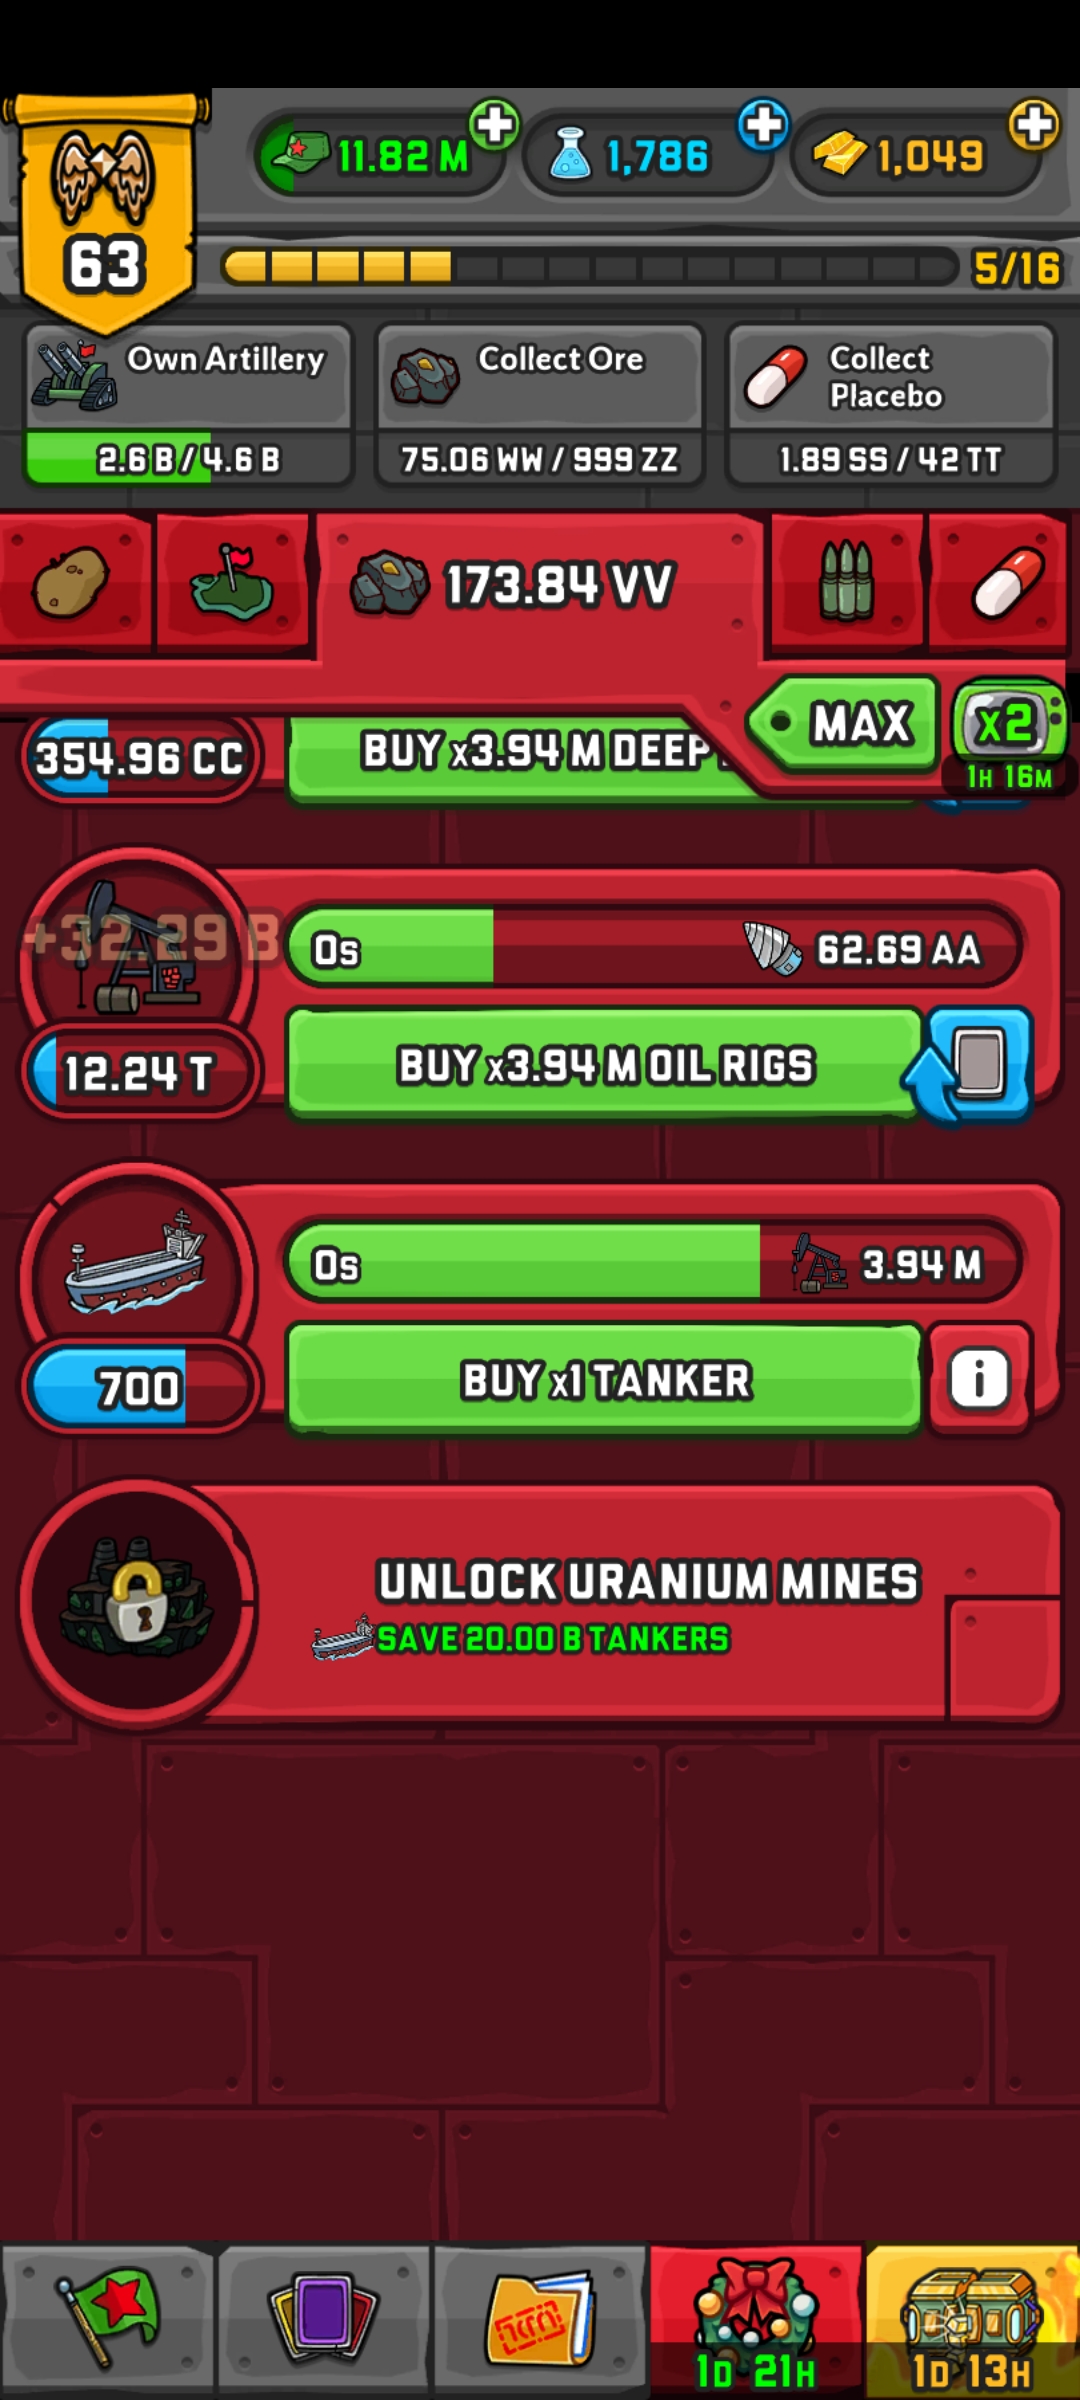 11.82 M
1,786
1,049
63
5/16
Own Artillery
2.6 B / 4.6 B
Collect Ore
75.06 WW / 999 ZZ
Collect
Placebo
1.89 SS / 42 TT
173.84 VV
MAX
x2
1H 16M
354.96 CC
BUY x3.94 M DEEP
+32.29 B
0s
62.69 AA
12.24 T
BUY x3.94 M OIL RIGS
0s
3.94 M
700
BUY x1 TANKER
i
UNLOCK URANIUM MINES
SAVE 20.00 B TANKERS
1D 21H
1D 13H